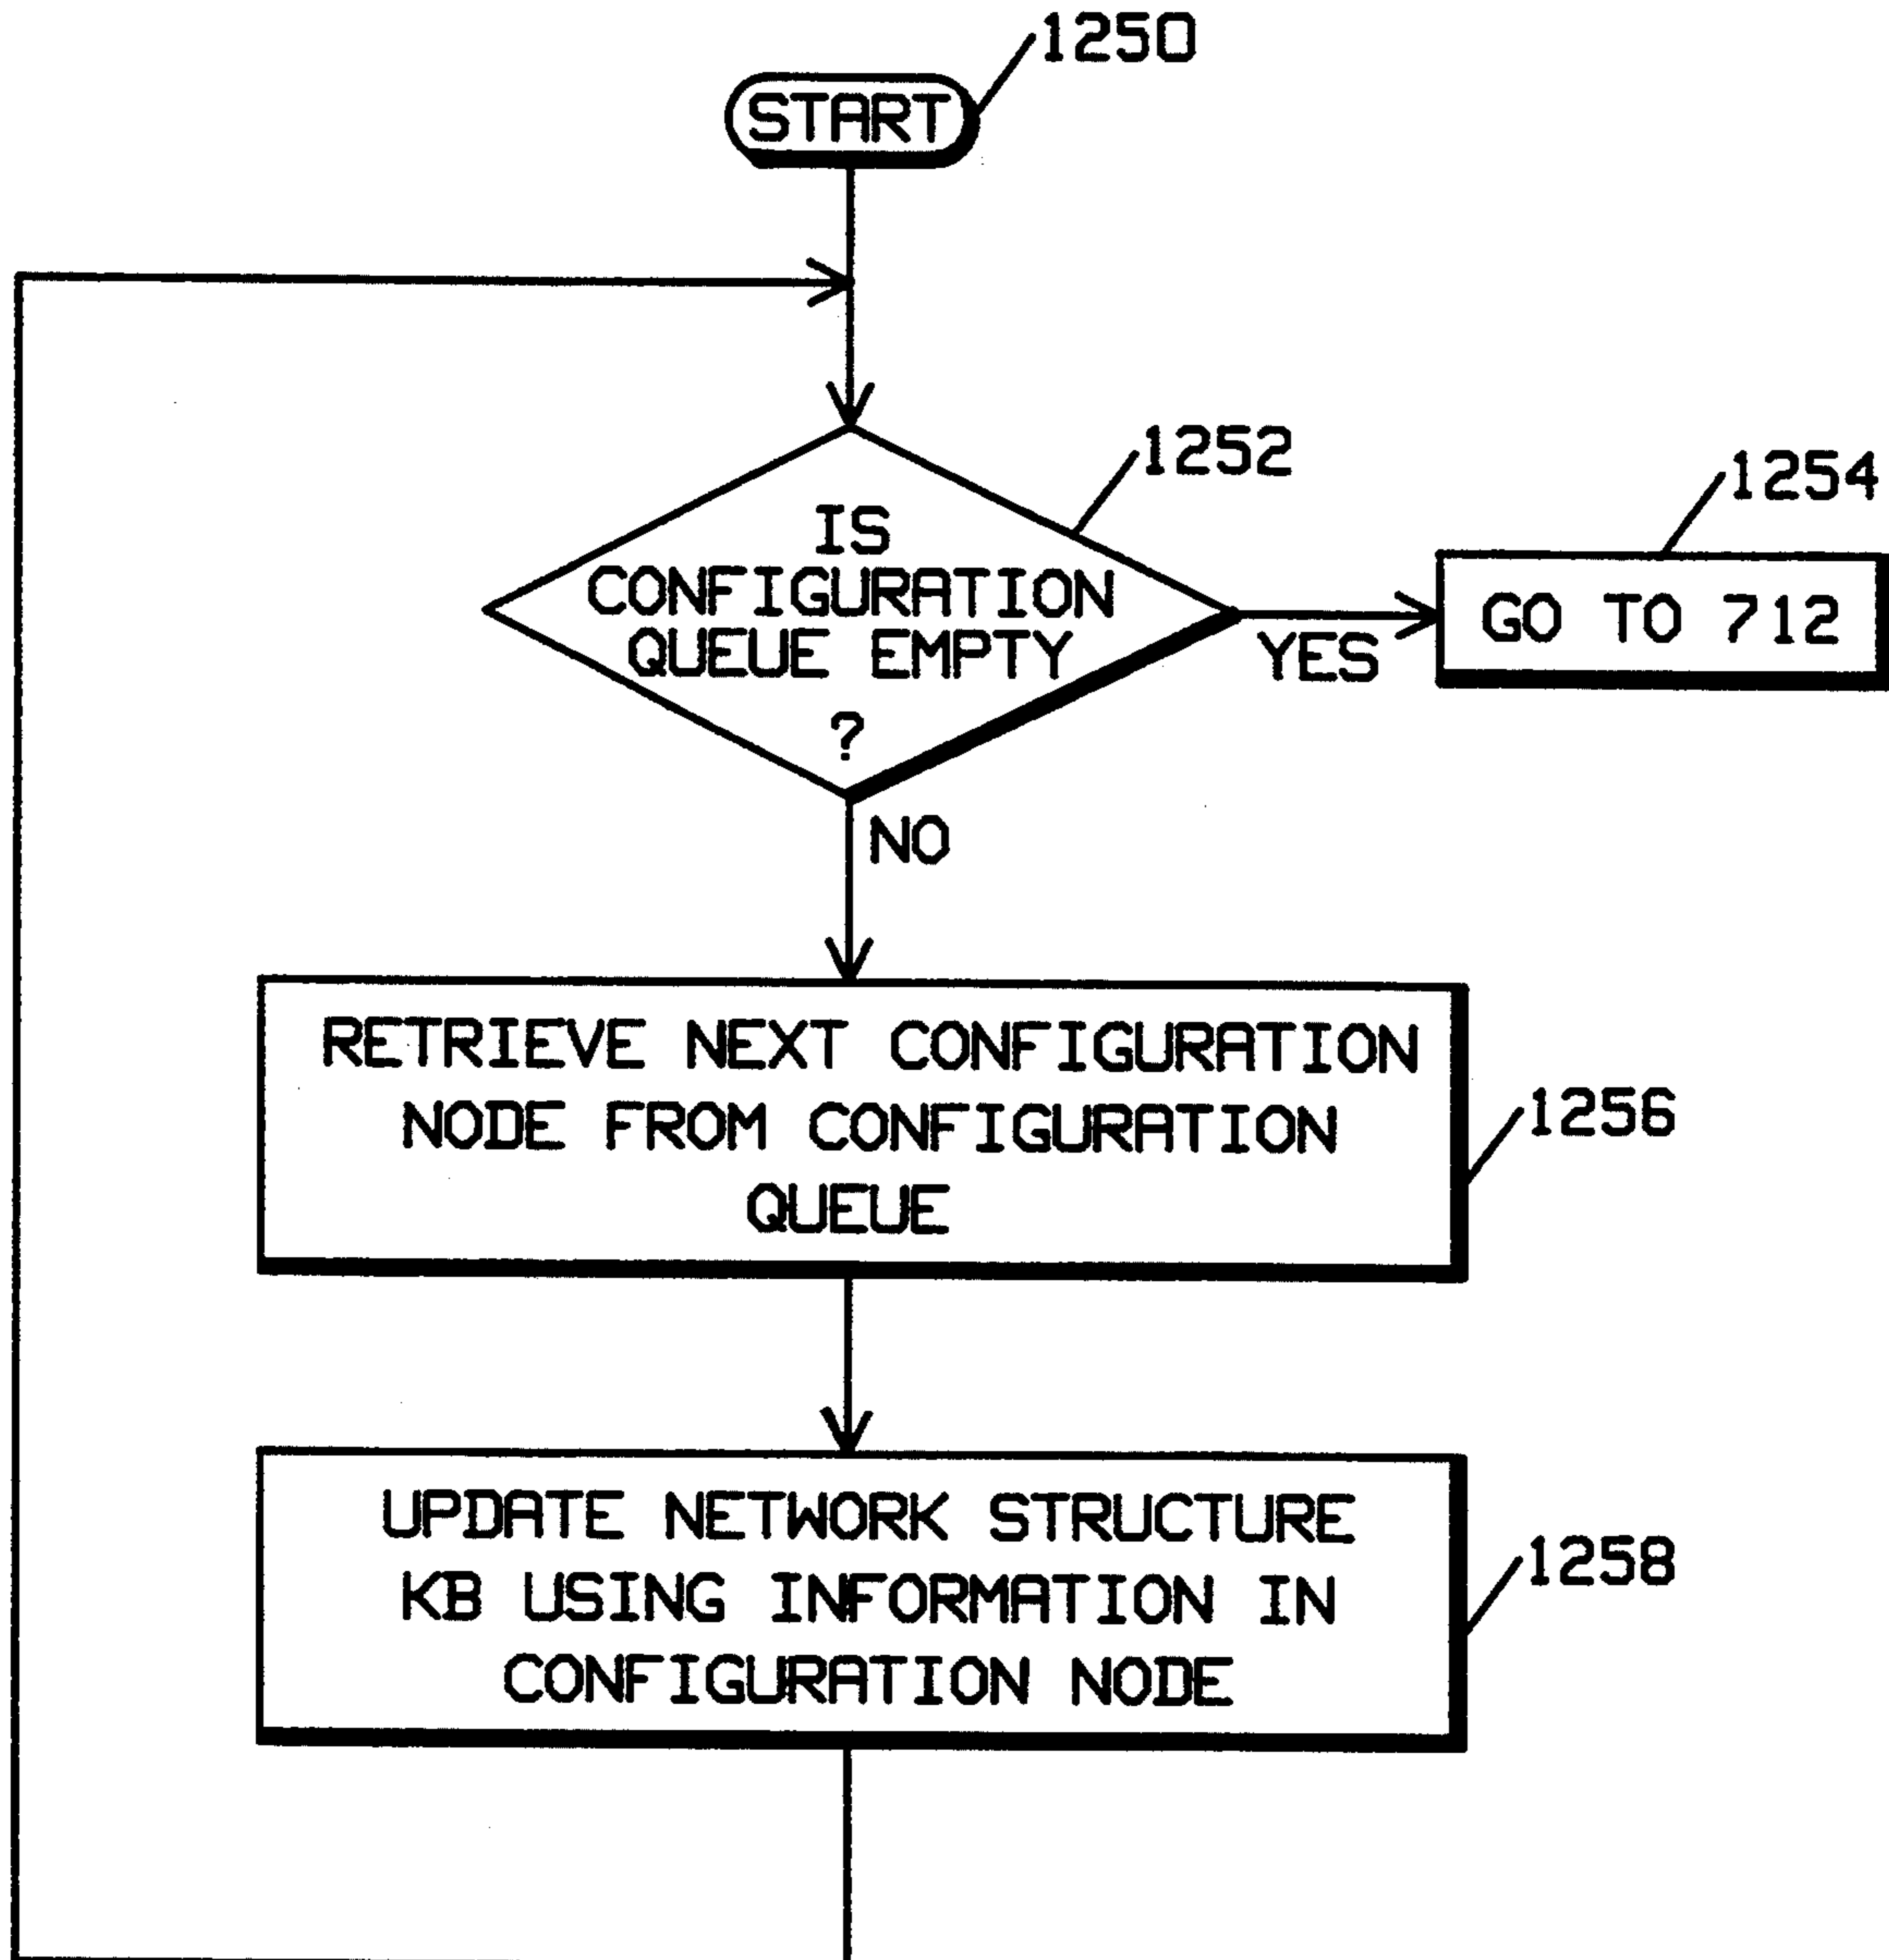 1250
START
1252
1254
IS
CONFIGURATION
QUEUE EMPTY
?
YES
GO TO 712
NO
RETRIEVE NEXT CONFIGURATION
NODE FROM CONFIGURATION
QUEUE
1256
UPDATE NETWORK STRUCTURE
KB USING INFORMATION IN
CONFIGURATION NODE
1258